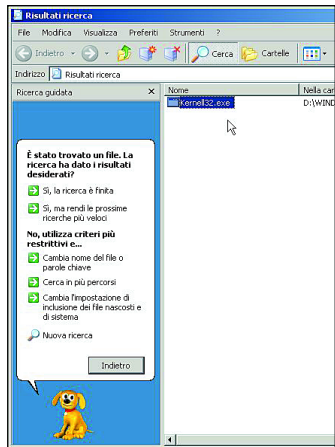 Risultati ricerca
File Modifica Visualizza Preferiti Strumenti ?
Indietro Cerca Cartelle
Indirizzo Risultati ricerca
Ricerca guidata × Nome Nella car
Kernell32.exe D:\WIND
È stato trovato un file. La
ricerca ha dato i risultati
desiderati?
Sì, la ricerca è finita
Sì, ma rendi le prossime
ricerche più veloci
No, utilizza criteri più
restrittivi e...
Cambia nome del file o
parole chiave
Cerca in più percorsi
Cambia l'impostazione di
inclusione dei file nascosti e
di sistema
Nuova ricerca
Indietro